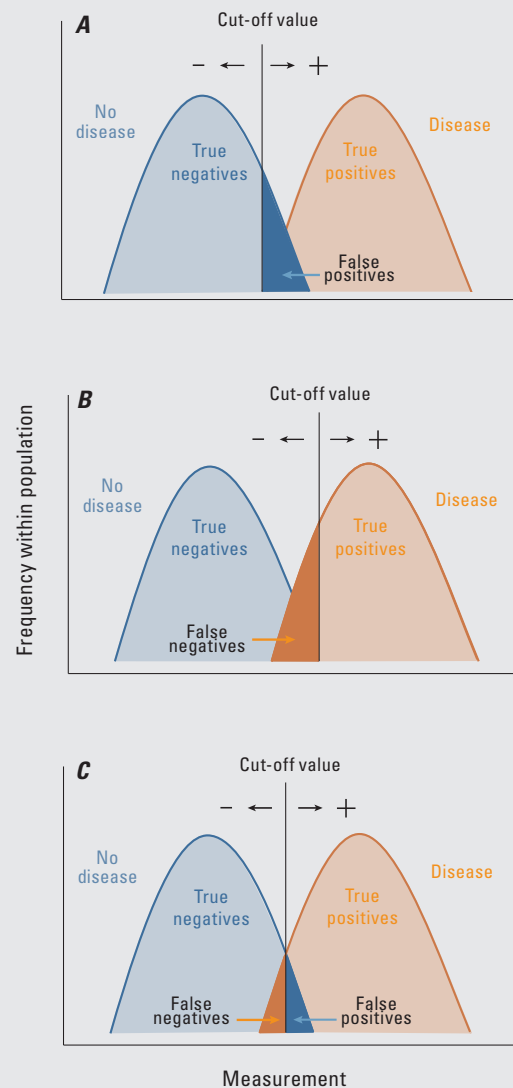 A
Cut-off value
− +
No
disease
Disease
True
negatives
True
positives
False
positives
B
Cut-off value
− +
No
disease
Disease
True
negatives
True
positives
False
negatives
Frequency within population
C
Cut-off value
− +
No
disease
Disease
True
negatives
True
positives
False
negatives
False
positives
Measurement